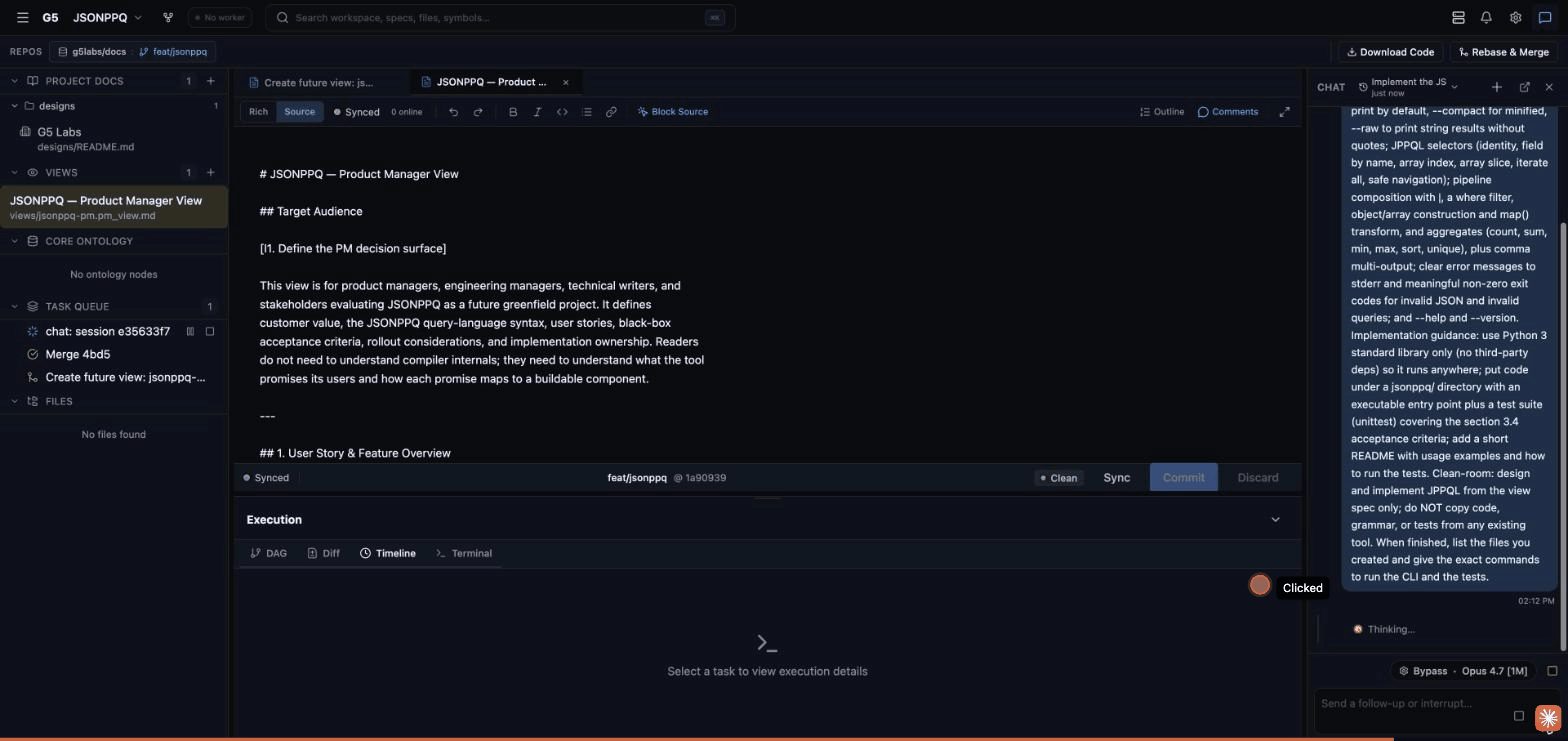 G5 JSONPPQ No worker Search workspace, specs, files, symbols... ⌘K
REPOS g5labs/docs : feat/jsonppq Download Code Rebase & Merge
PROJECT DOCS 1 +
designs 1
G5 Labs
designs/README.md
VIEWS 1 +
JSONPPQ — Product Manager View
views/jsonppq-pm.pm_view.md
CORE ONTOLOGY
No ontology nodes
TASK QUEUE 1
chat: session e35633f7
Merge 4bd5
Create future view: jsonppq-...
FILES
No files found
Create future view: js... JSONPPQ — Product ... ×
Rich Source Synced 0 online B I <> Block Source Outline Comments
# JSONPPQ — Product Manager View
## Target Audience
[I1. Define the PM decision surface]
This view is for product managers, engineering managers, technical writers, and
stakeholders evaluating JSONPPQ as a future greenfield project. It defines
customer value, the JSONPPQ query-language syntax, user stories, black-box
acceptance criteria, rollout considerations, and implementation ownership. Readers
do not need to understand compiler internals; they need to understand what the tool
promises its users and how each promise maps to a buildable component.
---
## 1. User Story & Feature Overview
Synced feat/jsonppq @ 1a90939 Clean Sync Commit Discard
Execution
DAG Diff Timeline Terminal
Clicked
Select a task to view execution details
CHAT Implement the JS
just now
print by default, --compact for minified,
--raw to print string results without
quotes; JPPQL selectors (identity, field
by name, array index, array slice, iterate
all, safe navigation); pipeline
composition with |, a where filter,
object/array construction and map()
transform, and aggregates (count, sum,
min, max, sort, unique), plus comma
multi-output; clear error messages to
stderr and meaningful non-zero exit
codes for invalid JSON and invalid
queries; and --help and --version.
Implementation guidance: use Python 3
standard library only (no third-party
deps) so it runs anywhere; put code
under a jsonppq/ directory with an
executable entry point plus a test suite
(unittest) covering the section 3.4
acceptance criteria; add a short
README with usage examples and how
to run the tests. Clean-room: design
and implement JPPQL from the view
spec only; do NOT copy code,
grammar, or tests from any existing
tool. When finished, list the files you
created and give the exact commands
to run the CLI and the tests.
02:12 PM
Thinking...
Bypass · Opus 4.7 [1M]
Send a follow-up or interrupt...